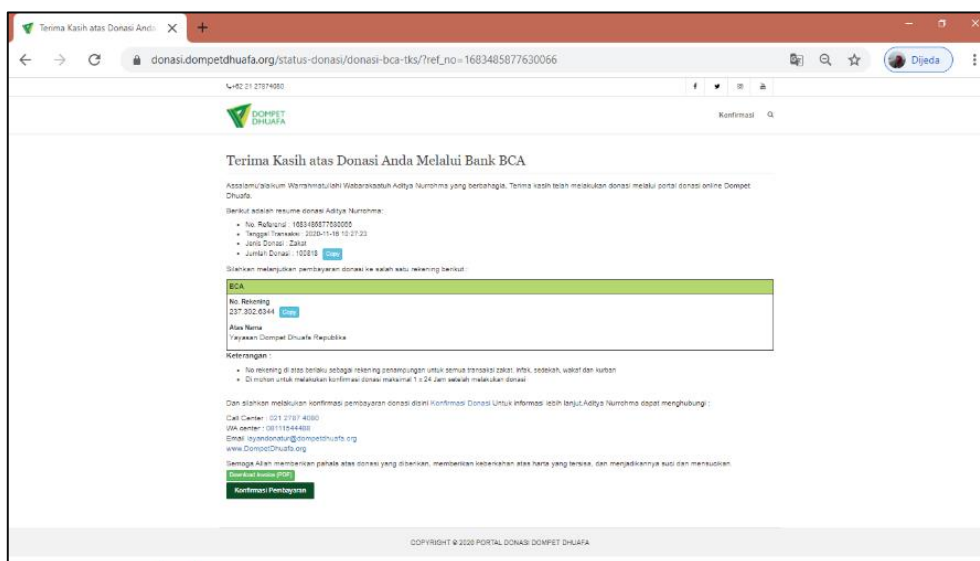 Terima Kasih atas Donasi Anda
donasi.dompetdhuafa.org/status-donasi/donasi-bca-tks/?ref_no=1683485877630066
Dijeda
+62 21 27874080
DOMPET
DHUAFA
Konfirmasi
Terima Kasih atas Donasi Anda Melalui Bank BCA
Assalamu'alaikum Warrahmatullahi Wabarakaatuh Aditya Nurrohma yang berbahagia, Terima kasih telah melakukan donasi melalui portal donasi online Dompet
Dhuafa.
Berikut adalah resume donasi Aditya Nurrohma:
No. Referensi : 1683485877630066
Tanggal Transaksi : 2020-11-16 10:27:23
Jenis Donasi : Zakat
Jumlah Donasi : 100818 Copy
Silahkan melanjutkan pembayaran donasi ke salah satu rekening berikut :
BCA
No. Rekening
237.302.6344 Copy
Atas Nama
Yayasan Dompet Dhuafa Republika
Keterangan :
No rekening di atas berlaku sebagai rekening penampungan untuk semua transaksi zakat, infak, sedekah, wakaf dan kurban
Di mohon untuk melakukan konfirmasi donasi maksimal 1 x 24 Jam setelah melakukan donasi
Dan silahkan melakukan konfirmasi pembayaran donasi disini Konfirmasi Donasi Untuk informasi lebih lanjut,Aditya Nurrohma dapat menghubungi :
Call Center : 021 2787 4080
WA center : 08111544488
Email layandonatur@dompetdhuafa.org
www.DompetDhuafa.org
Semoga Allah memberikan pahala atas donasi yang diberikan, memberikan keberkahan atas harta yang tersisa, dan menjadikannya suci dan mensucikan.
Download Invoice (PDF)
Konfirmasi Pembayaran
COPYRIGHT © 2020 PORTAL DONASI DOMPET DHUAFA